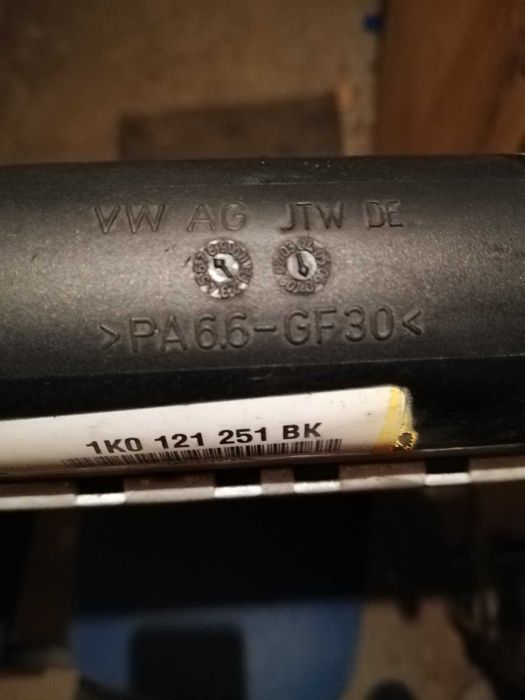 VW AG JTW DE
>PA6.6-GF30<
1K0 121 251 BK